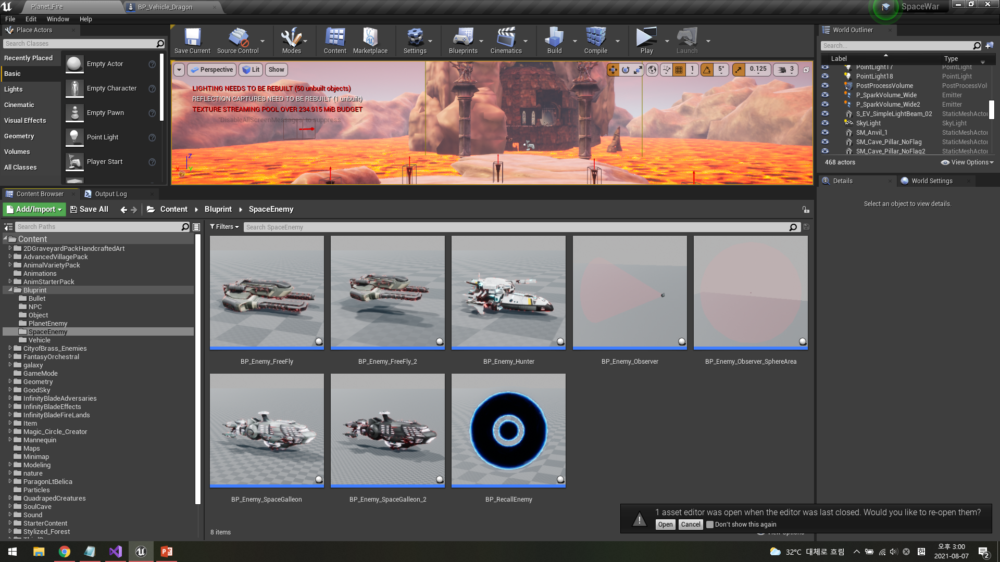 Planet_Fire
BP_Vehicle_Dragon
SpaceWar
File Edit Window Help
Place Actors
Search Classes
Recently Placed
Basic
Lights
Cinematic
Visual Effects
Geometry
Volumes
All Classes
Empty Actor
Empty Character
Empty Pawn
Point Light
Player Start
Save Current
Source Control
Modes
Content
Marketplace
Settings
Blueprints
Cinematics
Build
Compile
Play
Launch
Perspective
Lit
Show
1
5°
0.125
3
LIGHTING NEEDS TO BE REBUILT (50 unbuilt objects)
REFLECTION CAPTURES NEED TO BE REBUILT (1 unbuilt)
TEXTURE STREAMING POOL OVER 234.915 MiB BUDGET
'DisableAllScreenMessages' to suppress
Z
X
Y
World Outliner
Search...
Label Type
PointLight17 PointLight
PointLight18 PointLight
PostProcessVolume PostProcessVol
P_SparkVolume_Wide Emitter
P_SparkVolume_Wide2 Emitter
S_EV_SimpleLightBeam_02 StaticMeshActor
SkyLight SkyLight
SM_Anvil_1 StaticMeshActor
SM_Cave_Pillar_NoFlag StaticMeshActor
SM_Cave_Pillar_NoFlag2 StaticMeshActor
468 actors
View Options
Details
World Settings
Select an object to view details.
Content Browser
Output Log
Add/Import
Save All
Content
Bluprint
SpaceEnemy
Search Paths
Filters
Search SpaceEnemy
Content
2DGraveyardPackHandcraftedArt
AdvancedVillagePack
AnimalVarietyPack
Animations
AnimStarterPack
Bluprint
Bullet
NPC
Object
PlanetEnemy
SpaceEnemy
Vehicle
CityofBrass_Enemies
FantasyOrchestral
galaxy
GameMode
Geometry
GoodSky
InfinityBladeAdversaries
InfinityBladeEffects
InfinityBladeFireLands
Item
Magic_Circle_Creator
Mannequin
Maps
Minimap
Modeling
nature
ParagonLtBelica
Particles
QuadrapedCreatures
SoulCave
Sound
StarterContent
Stylized_Forest
BP_Enemy_FreeFly
BP_Enemy_FreeFly_2
BP_Enemy_Hunter
BP_Enemy_Observer
BP_Enemy_Observer_SphereArea
BP_Enemy_SpaceGalleon
BP_Enemy_SpaceGalleon_2
BP_RecallEnemy
8 items
View Options
1 asset editor was open when the editor was last closed. Would you like to re-open them?
Open
Cancel
Don't show this again
32°C 대체로 흐림
한
오후 3:00
2021-08-07
2